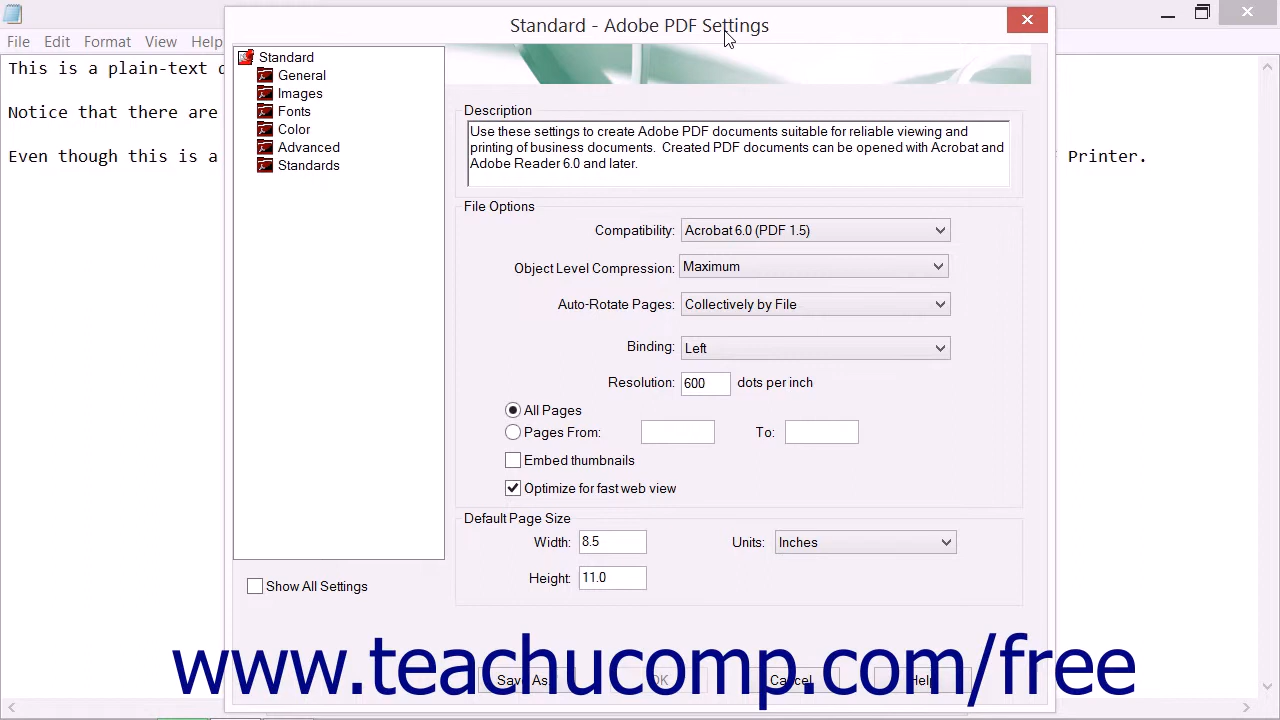 Standard - Adobe PDF Settings
File Edit Format View Help
This is a plain-text
Notice that there are
Even though this is a
Printer.
Standard
General
Images
Fonts
Color
Advanced
Standards
Show All Settings
Description
Use these settings to create Adobe PDF documents suitable for reliable viewing and
printing of business documents. Created PDF documents can be opened with Acrobat and
Adobe Reader 6.0 and later.
File Options
Compatibility: Acrobat 6.0 (PDF 1.5)
Object Level Compression: Maximum
Auto-Rotate Pages: Collectively by File
Binding: Left
Resolution: 600 dots per inch
All Pages
Pages From: To:
Embed thumbnails
Optimize for fast web view
Default Page Size
Width: 8.5 Units: Inches
Height: 11.0
Save As OK Cancel Help
www.teachucomp.com/free